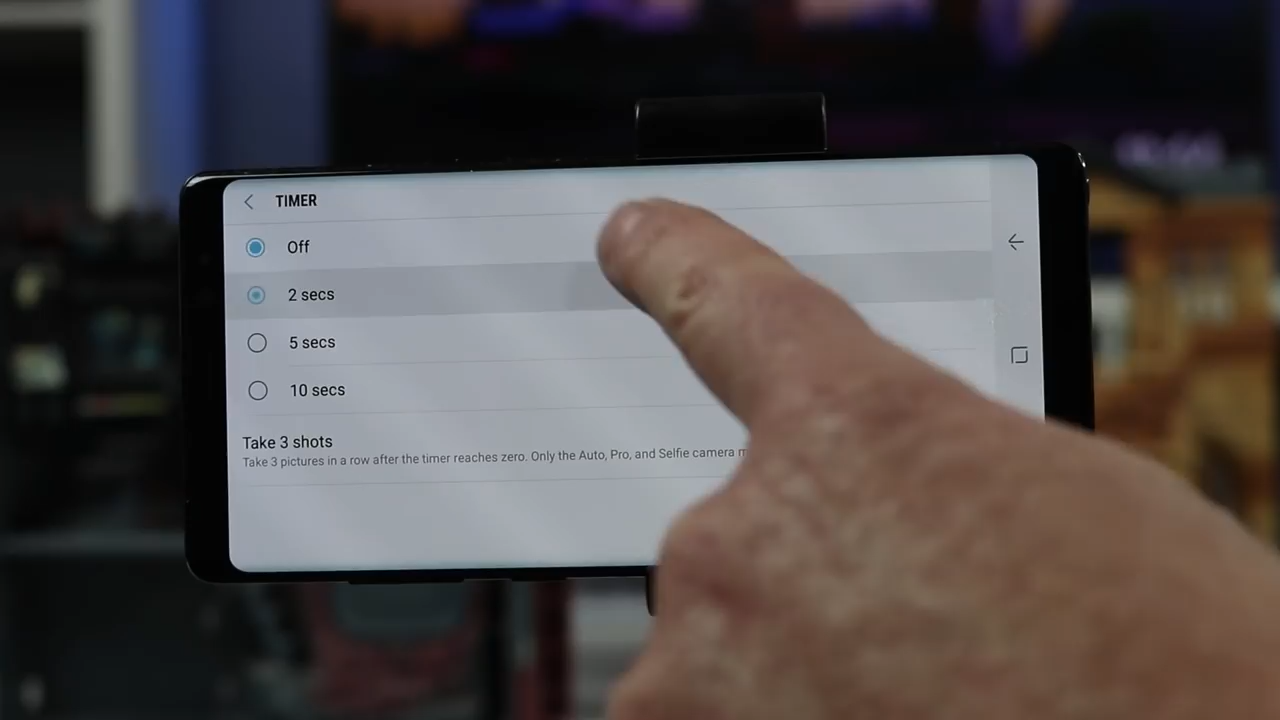 TIMER
Off
2 secs
5 secs
10 secs
Take 3 shots
Take 3 pictures in a row after the timer reaches zero. Only the Auto, Pro, and Selfie camera